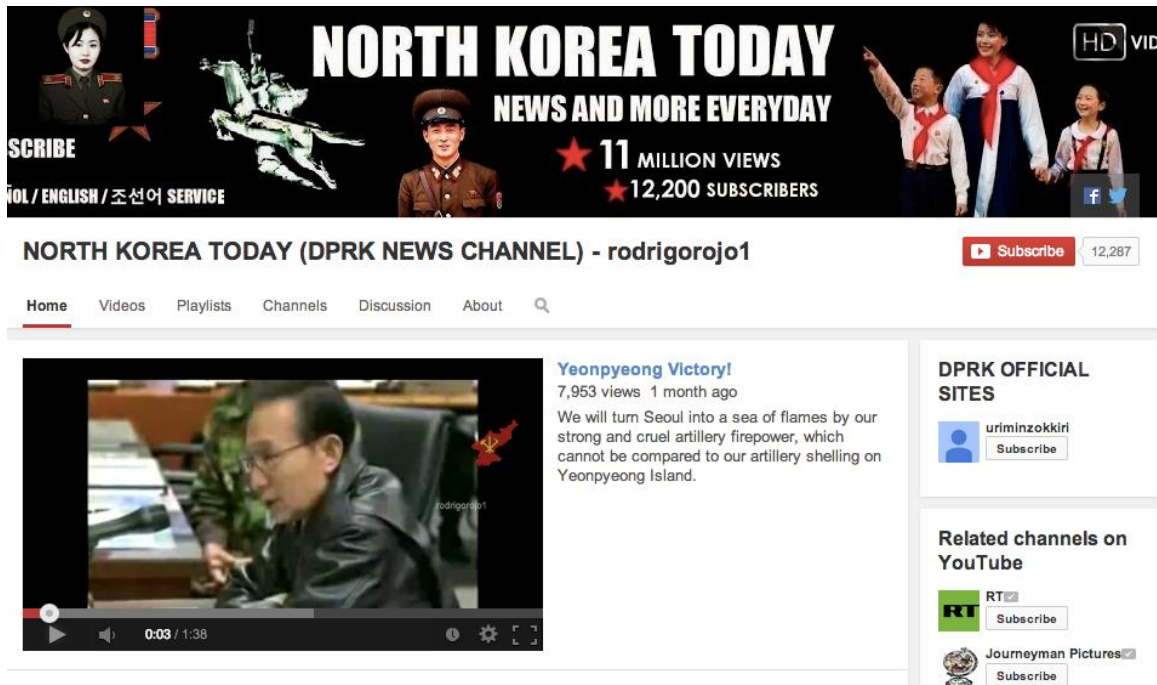 NORTH KOREA TODAY
HD VID
NEWS AND MORE EVERYDAY
SCRIBE
11 MILLION VIEWS
12,200 SUBSCRIBERS
ÑOL / ENGLISH / 조선어 SERVICE
NORTH KOREA TODAY (DPRK NEWS CHANNEL) - rodrigorojo1
Subscribe 12,287
Home Videos Playlists Channels Discussion About
Yeonpyeong Victory!
7,953 views 1 month ago
We will turn Seoul into a sea of flames by our
strong and cruel artillery firepower, which
cannot be compared to our artillery shelling on
Yeonpyeong Island.
rodrigorojo1
0:03 / 1:38
DPRK OFFICIAL
SITES
uriminzokkiri
Subscribe
Related channels on
YouTube
RT
RT
Subscribe
Journeyman Pictures
Subscribe